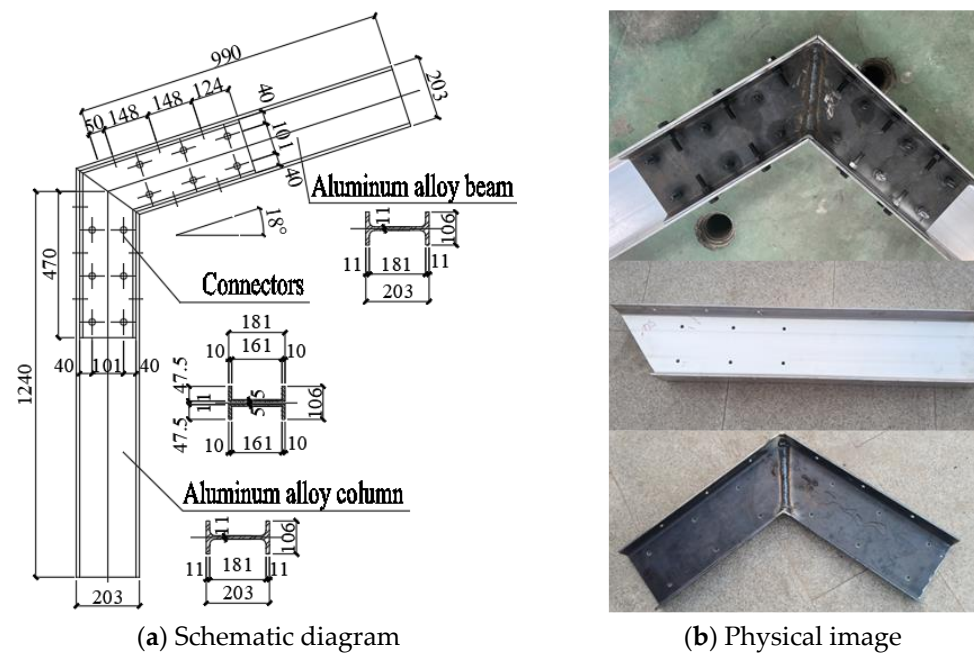 990
203
50 148 148 124
40
101
40
Aluminum alloy beam
18°
11
106
11 181 11
203
470
Connectors
181
10 161 10
47.5
11
47.5
5 5
106
10 161 10
40 101 40
1240
Aluminum alloy column
11
106
11 181 11
203
203
(a) Schematic diagram
(b) Physical image